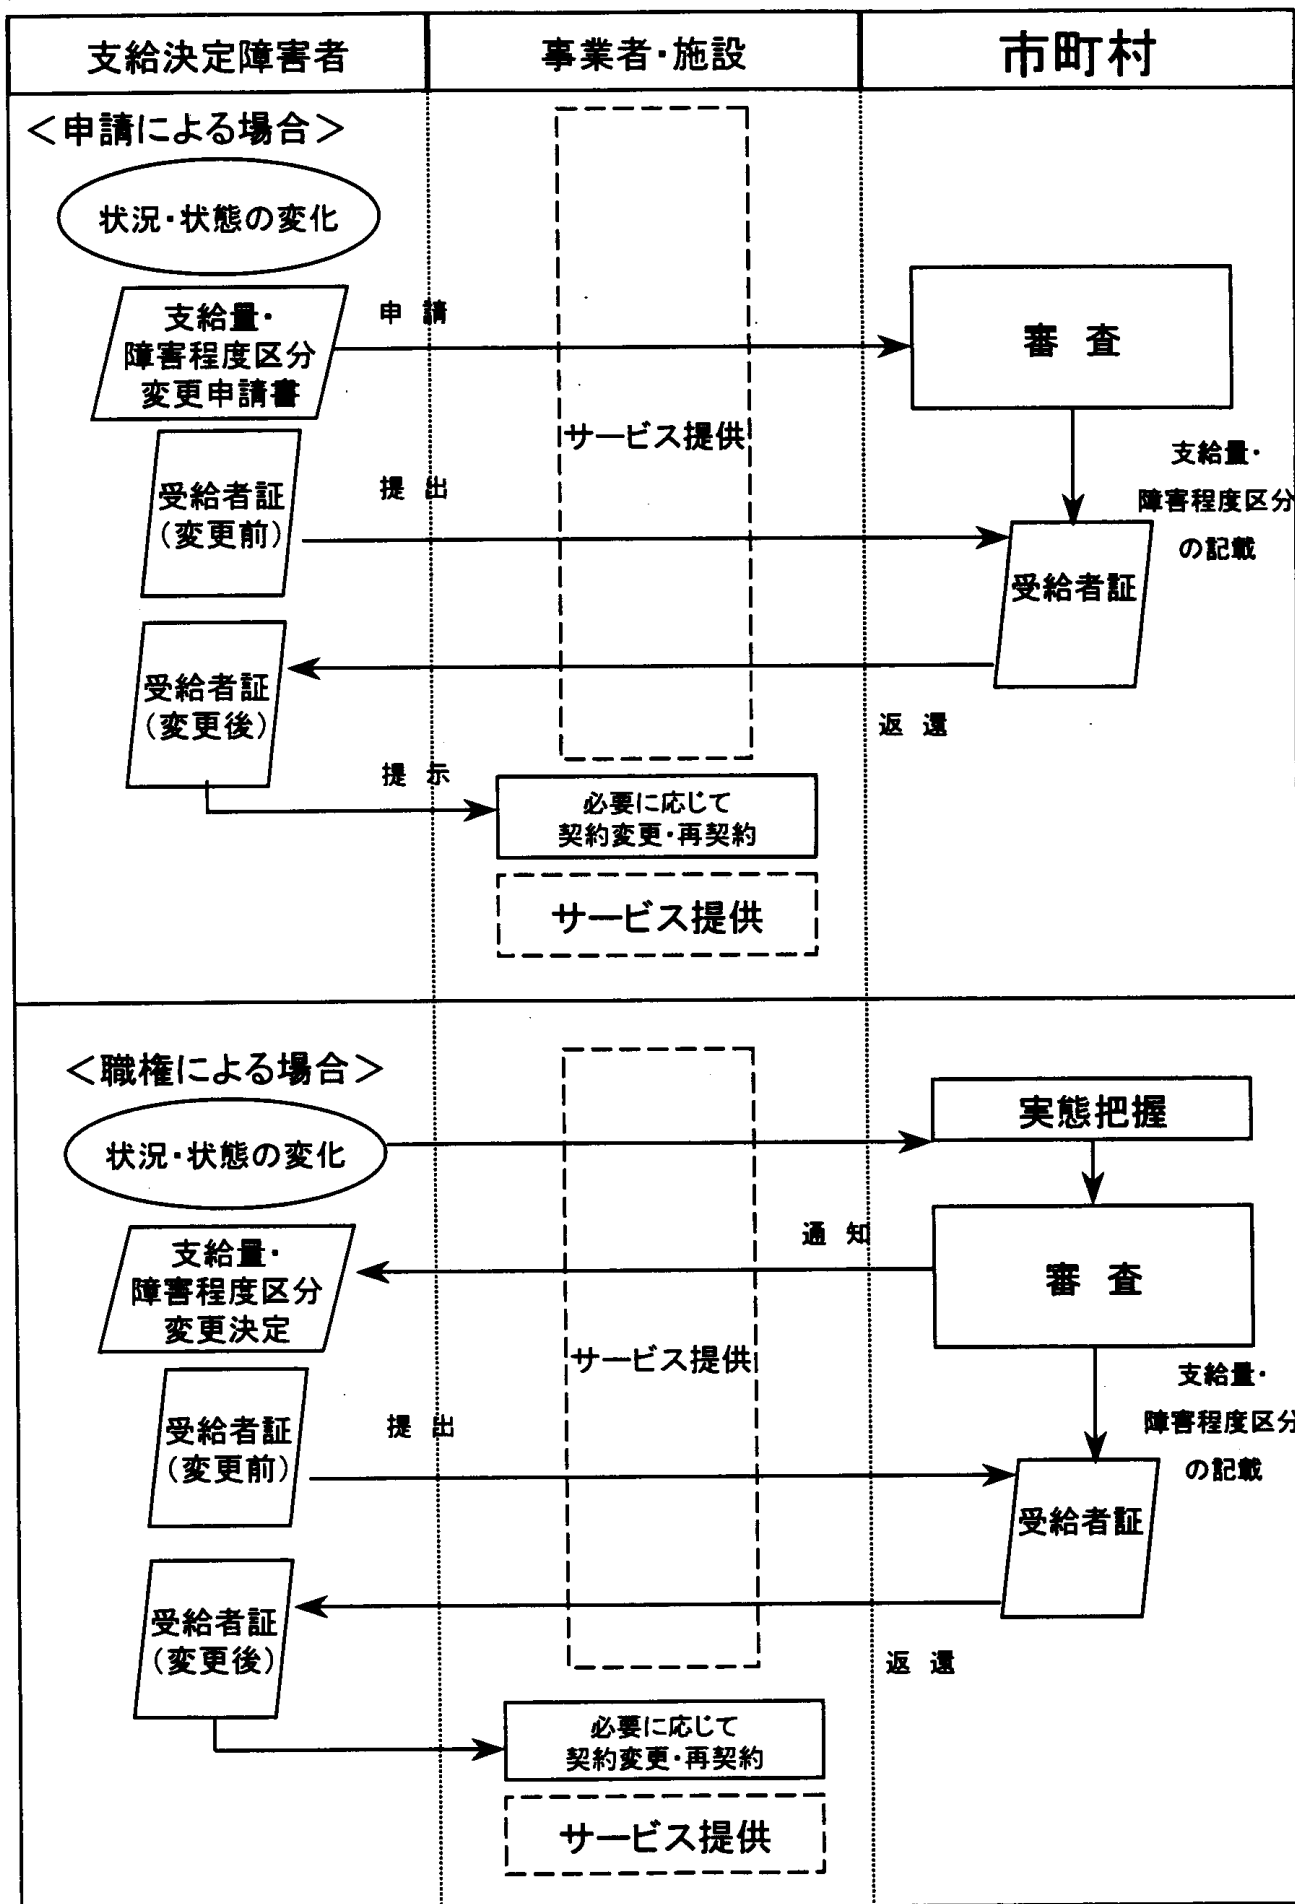 支給決定障害者
事業者・施設
市町村
＜申請による場合＞
状況・状態の変化
支給量・
障害程度区分
変更申請書
申 請
審 査
サービス提供
支給量・
障害程度区分
の記載
受給者証
(変更前)
提 出
受給者証
受給者証
(変更後)
返 還
提 示
必要に応じて
契約変更・再契約
サービス提供
＜職権による場合＞
状況・状態の変化
実態把握
通 知
審 査
支給量・
障害程度区分
変更決定
サービス提供
支給量・
障害程度区分
の記載
受給者証
(変更前)
提 出
受給者証
受給者証
(変更後)
返 還
必要に応じて
契約変更・再契約
サービス提供